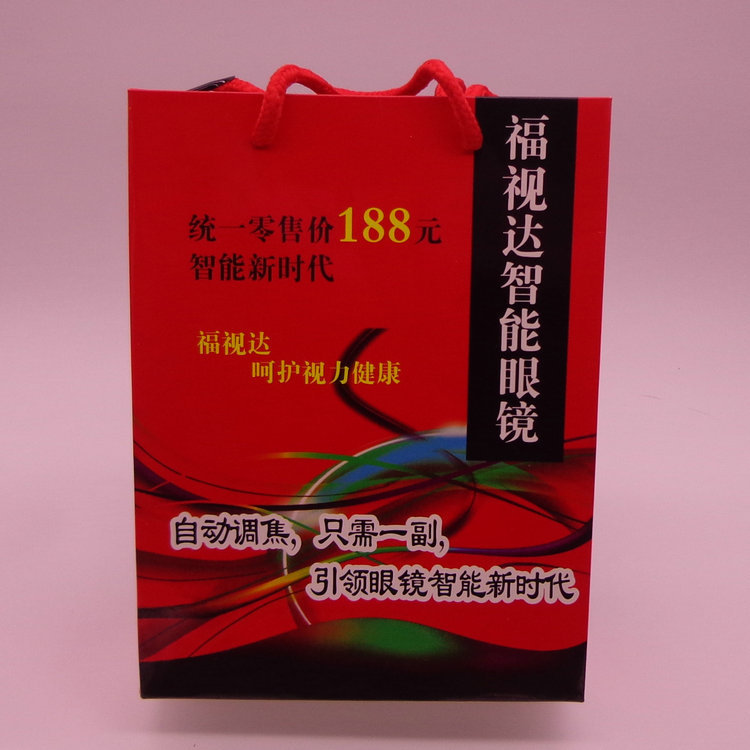 福视达智能眼镜
统一零售价188元
智能新时代
福视达
呵护视力健康
自动调焦，只需一副，
引领眼镜智能新时代